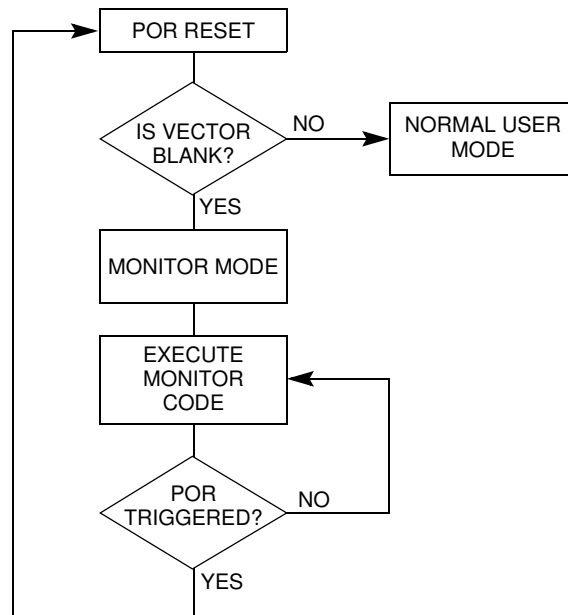 POR RESET
IS VECTOR
BLANK?
NO
NORMAL USER
MODE
YES
MONITOR MODE
EXECUTE
MONITOR
CODE
POR
TRIGGERED?
NO
YES